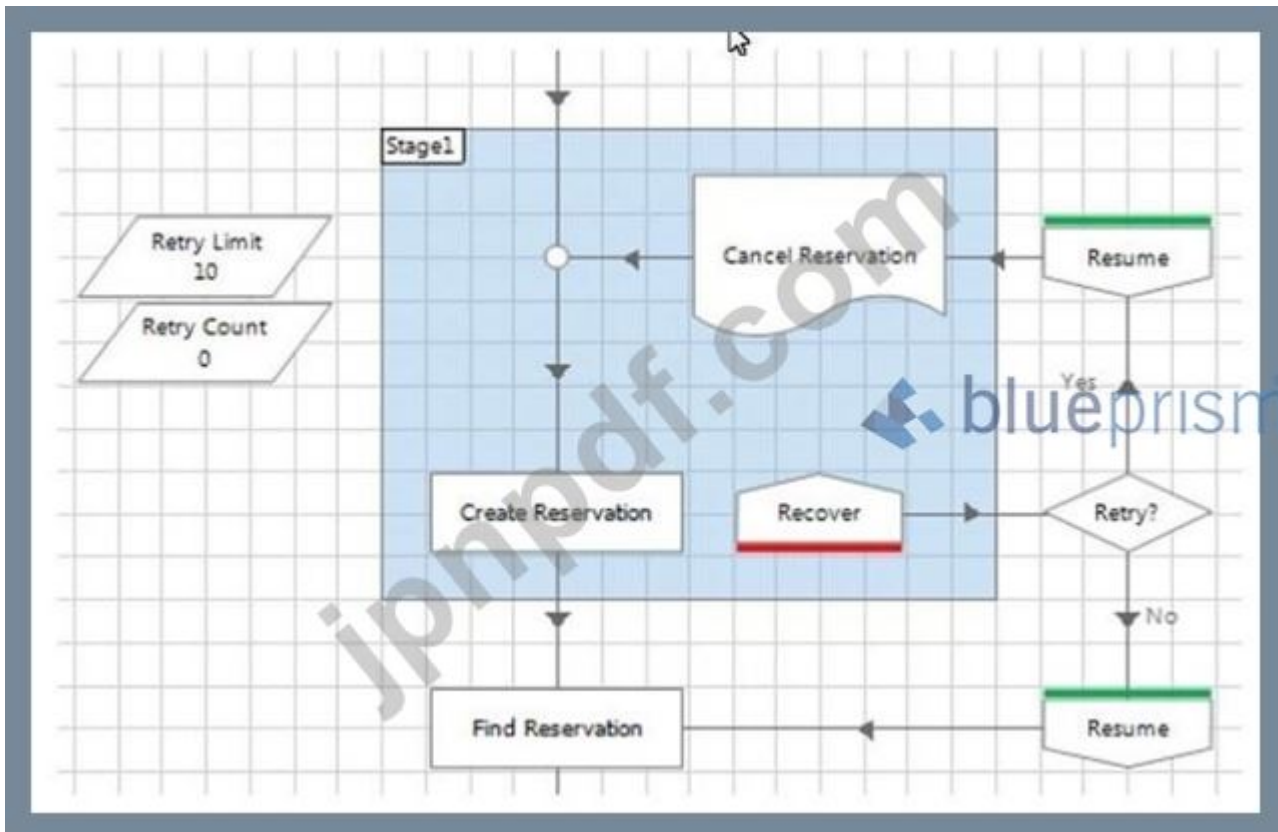 Stage1
Retry Limit
10
Retry Count
0
Cancel Reservation
Resume
Yes
blueprism
Create Reservation
Recover
Retry?
No
Find Reservation
Resume
jpnpdf.com